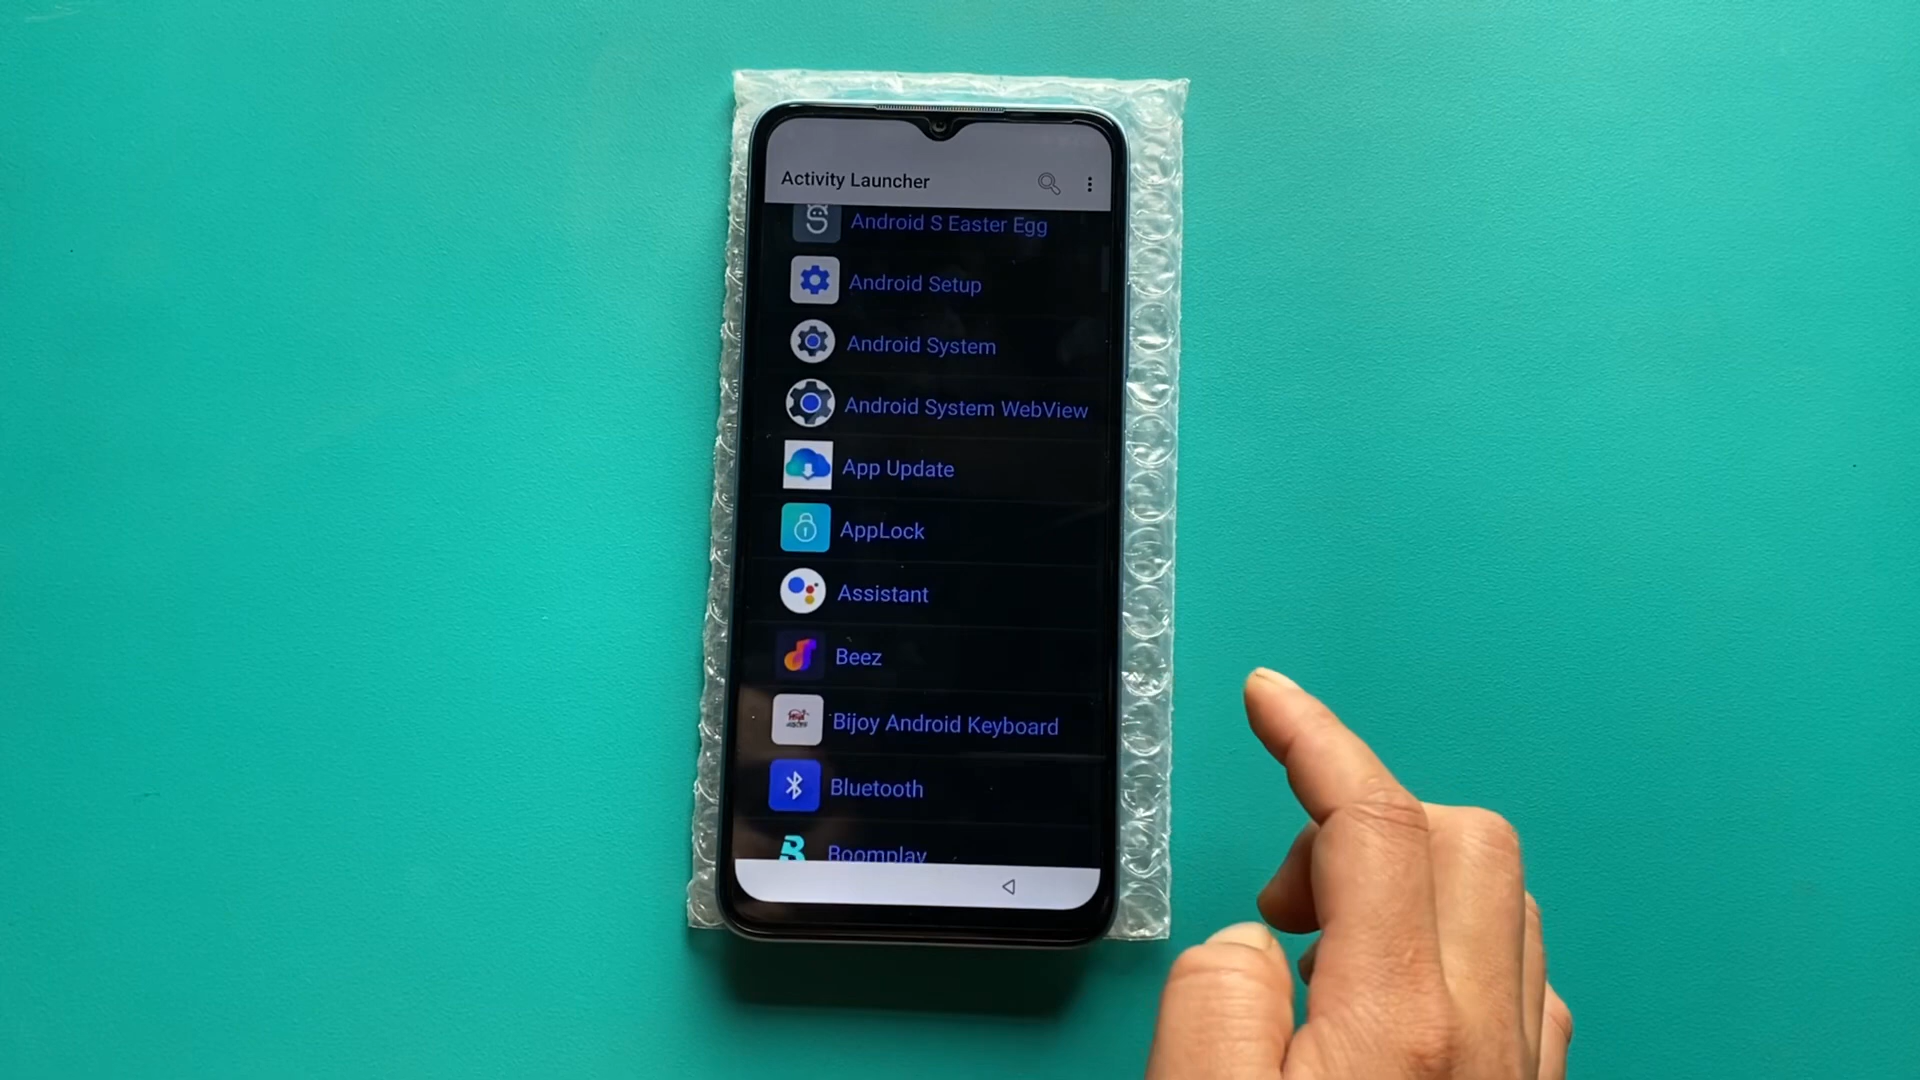 Activity Launcher
Android S Easter Egg
Android Setup
Android System
Android System WebView
App Update
AppLock
Assistant
Beez
Bijoy Android Keyboard
Bluetooth
Boomplay